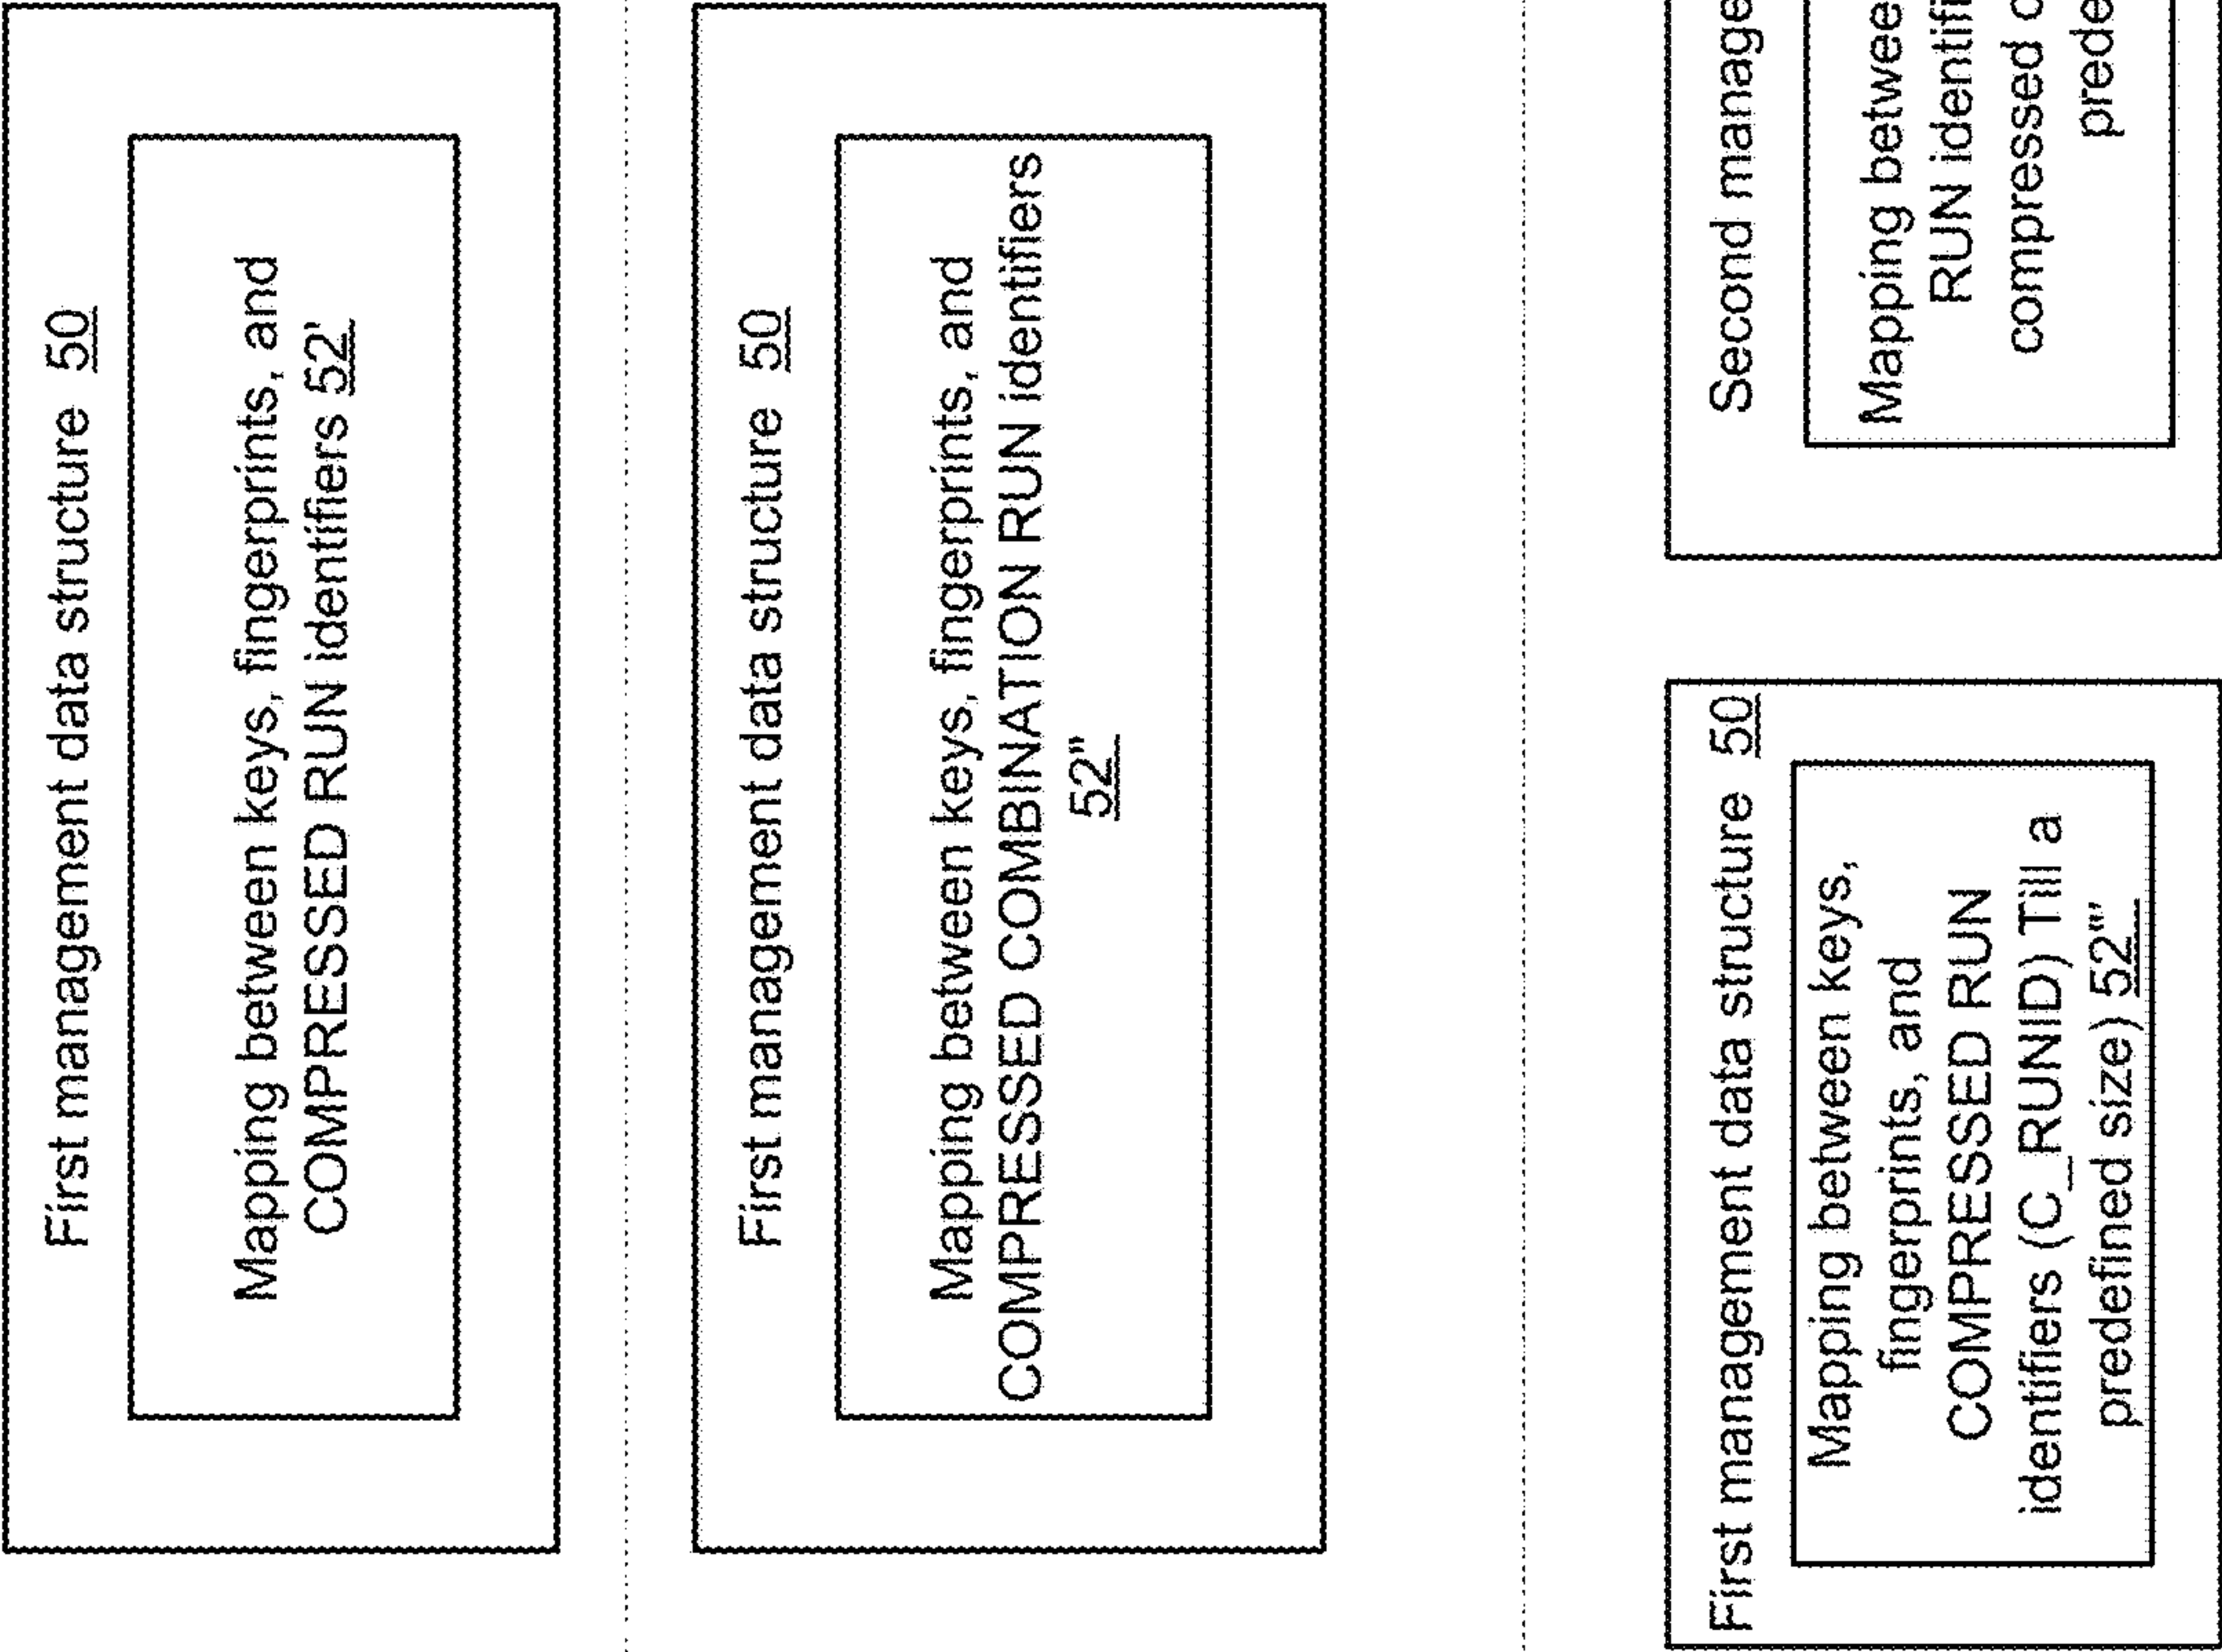 First management data structure 50
Mapping between keys, fingerprints, and
COMPRESSED RUN identifiers 52'
First management data structure 50
Mapping between keys, fingerprints, and
COMPRESSED COMBINATION RUN identifiers
52"
First management data structure 50
Mapping between keys,
fingerprints, and
COMPRESSED RUN
identifiers (C_RUNID) Till a
predefined size) 52"'
Second manage
Mapping betwee
RUN identifi
compressed c
prede